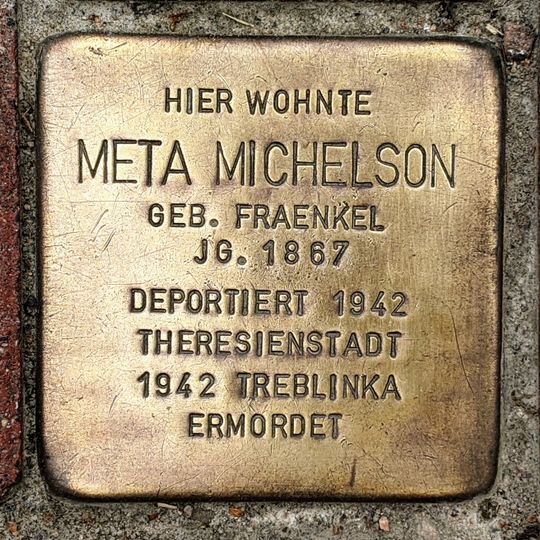 HIER WOHNTE
META MICHELSON
GEB. FRAENKEL
JG. 1867
DEPORTIERT 1942
THERESIENSTADT
1942 TREBLINKA
ERMORDET